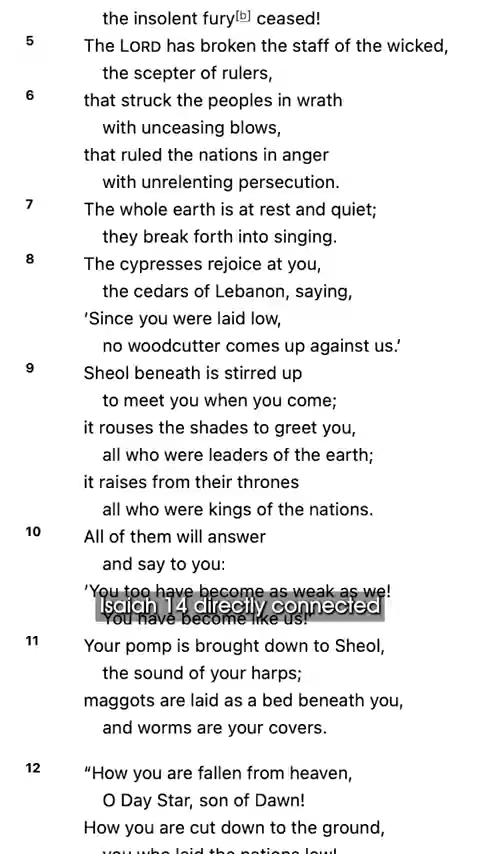 the insolent fury[b] ceased!
5 The LORD has broken the staff of the wicked,
the scepter of rulers,
6 that struck the peoples in wrath
with unceasing blows,
that ruled the nations in anger
with unrelenting persecution.
7 The whole earth is at rest and quiet;
they break forth into singing.
8 The cypresses rejoice at you,
the cedars of Lebanon, saying,
‘Since you were laid low,
no woodcutter comes up against us.’
9 Sheol beneath is stirred up
to meet you when you come;
it rouses the shades to greet you,
all who were leaders of the earth;
it raises from their thrones
all who were kings of the nations.
10 All of them will answer
and say to you:
‘You too have become as weak as we!
Isaiah 14 directly connected
You have become like us!’
11 Your pomp is brought down to Sheol,
the sound of your harps;
maggots are laid as a bed beneath you,
and worms are your covers.
12 “How you are fallen from heaven,
O Day Star, son of Dawn!
How you are cut down to the ground,
you who laid the nations low!